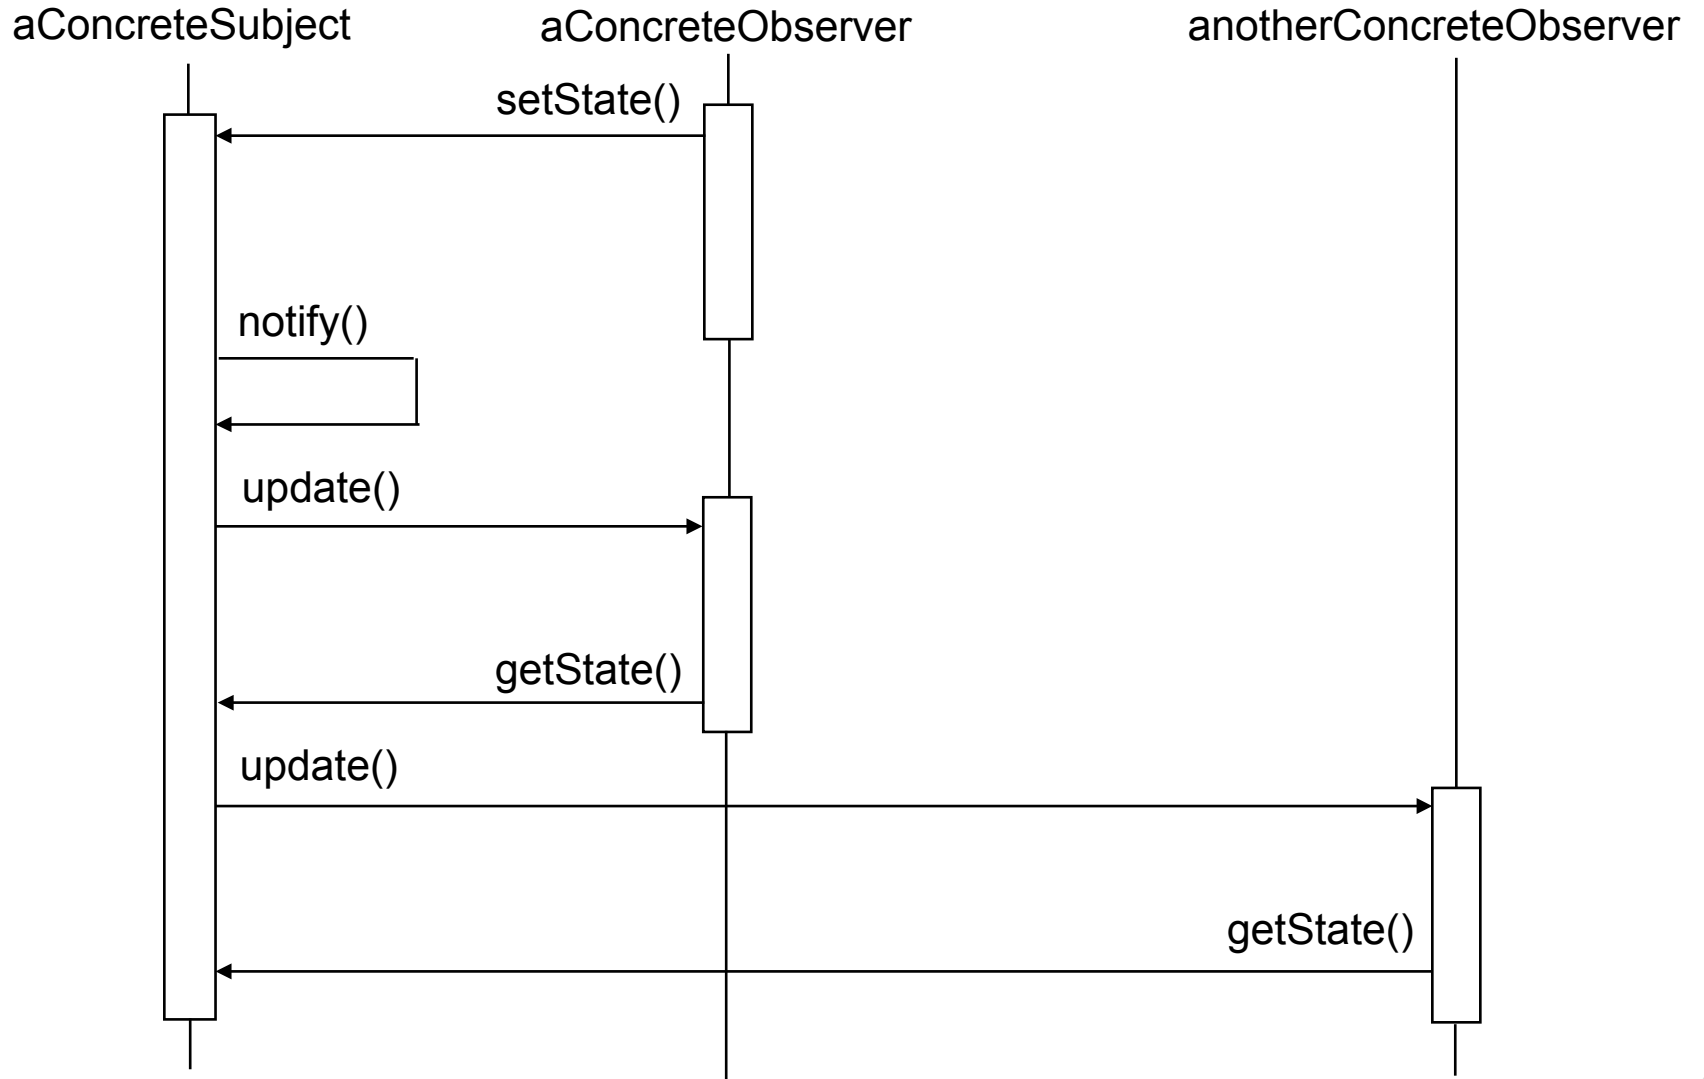 aConcreteSubject
aConcreteObserver
anotherConcreteObserver
setState()
notify()
update()
getState()
update()
getState()